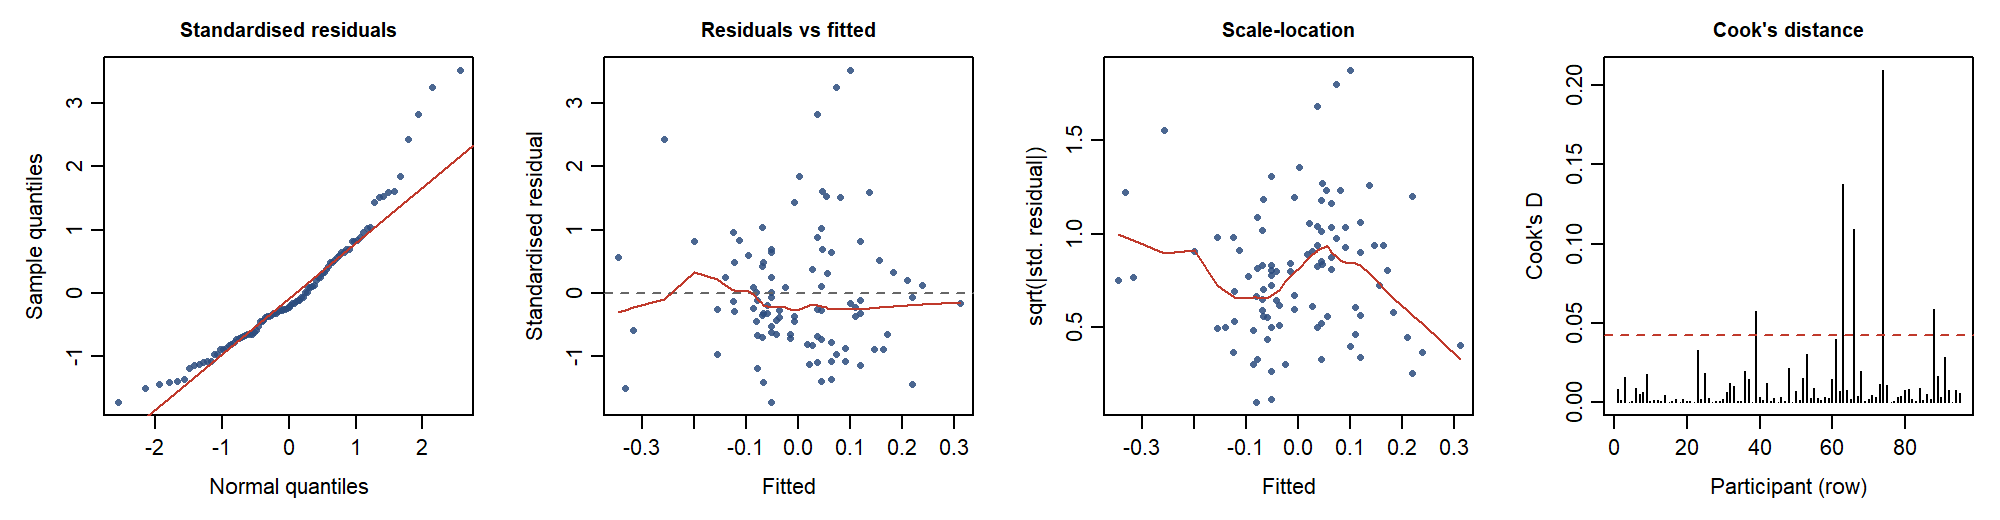 Standardised residuals
Sample quantiles
3
2
1
0
-1
-2 -1 0 1 2
Normal quantiles
Residuals vs fitted
Standardised residual
3
2
1
0
-1
-0.3 -0.1 0.0 0.1 0.2 0.3
Fitted
Scale-location
sqrt(|std. residual|)
1.5
1.0
0.5
-0.3 -0.1 0.0 0.1 0.2 0.3
Fitted
Cook's distance
Cook's D
0.20
0.15
0.10
0.05
0.00
0 20 40 60 80
Participant (row)